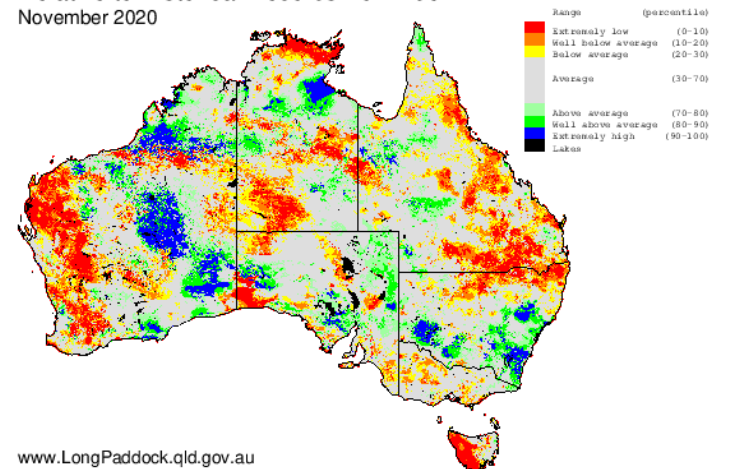 November 2020
Range (percentile)
Extremely low (0-10)
Well below average (10-20)
Below average (20-30)
Average (30-70)
Above average (70-80)
Well above average (80-90)
Extremely high (90-100)
Lakes
www.LongPaddock.qld.gov.au